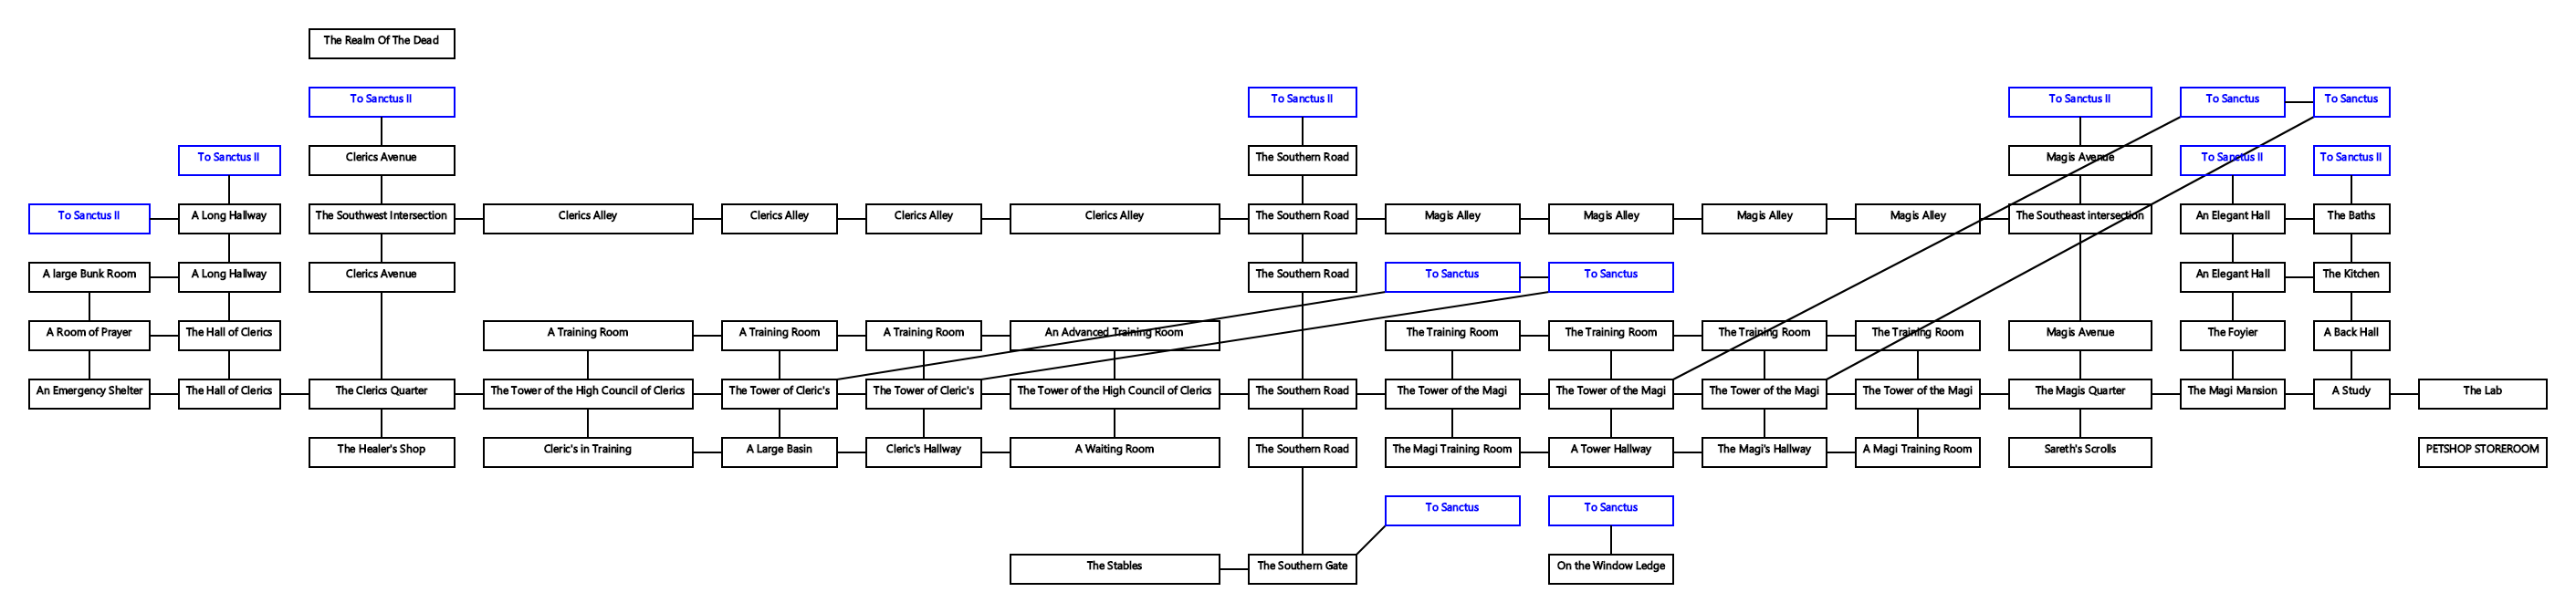 The Realm Of The Dead
To Sanctus II
To Sanctus II
To Sanctus II
To Sanctus
To Sanctus
To Sanctus II
Clerics Avenue
The Southern Road
Magis Avenue
To Sanctus II
To Sanctus II
To Sanctus II
A Long Hallway
The Southwest Intersection
Clerics Alley
Clerics Alley
Clerics Alley
Clerics Alley
The Southern Road
Magis Alley
Magis Alley
Magis Alley
Magis Alley
The Southeast intersection
An Elegant Hall
The Baths
A large Bunk Room
A Long Hallway
Clerics Avenue
The Southern Road
To Sanctus
To Sanctus
An Elegant Hall
The Kitchen
A Room of Prayer
The Hall of Clerics
A Training Room
A Training Room
A Training Room
An Advanced Training Room
The Training Room
The Training Room
The Training Room
The Training Room
Magis Avenue
The Foyier
A Back Hall
An Emergency Shelter
The Hall of Clerics
The Clerics Quarter
The Tower of the High Council of Clerics
The Tower of Cleric's
The Tower of Cleric's
The Tower of the High Council of Clerics
The Southern Road
The Tower of the Magi
The Tower of the Magi
The Tower of the Magi
The Tower of the Magi
The Magis Quarter
The Magi Mansion
A Study
The Lab
The Healer's Shop
Cleric's in Training
A Large Basin
Cleric's Hallway
A Waiting Room
The Southern Road
The Magi Training Room
A Tower Hallway
The Magi's Hallway
A Magi Training Room
Sareth's Scrolls
PETSHOP STOREROOM
To Sanctus
To Sanctus
The Stables
The Southern Gate
On the Window Ledge